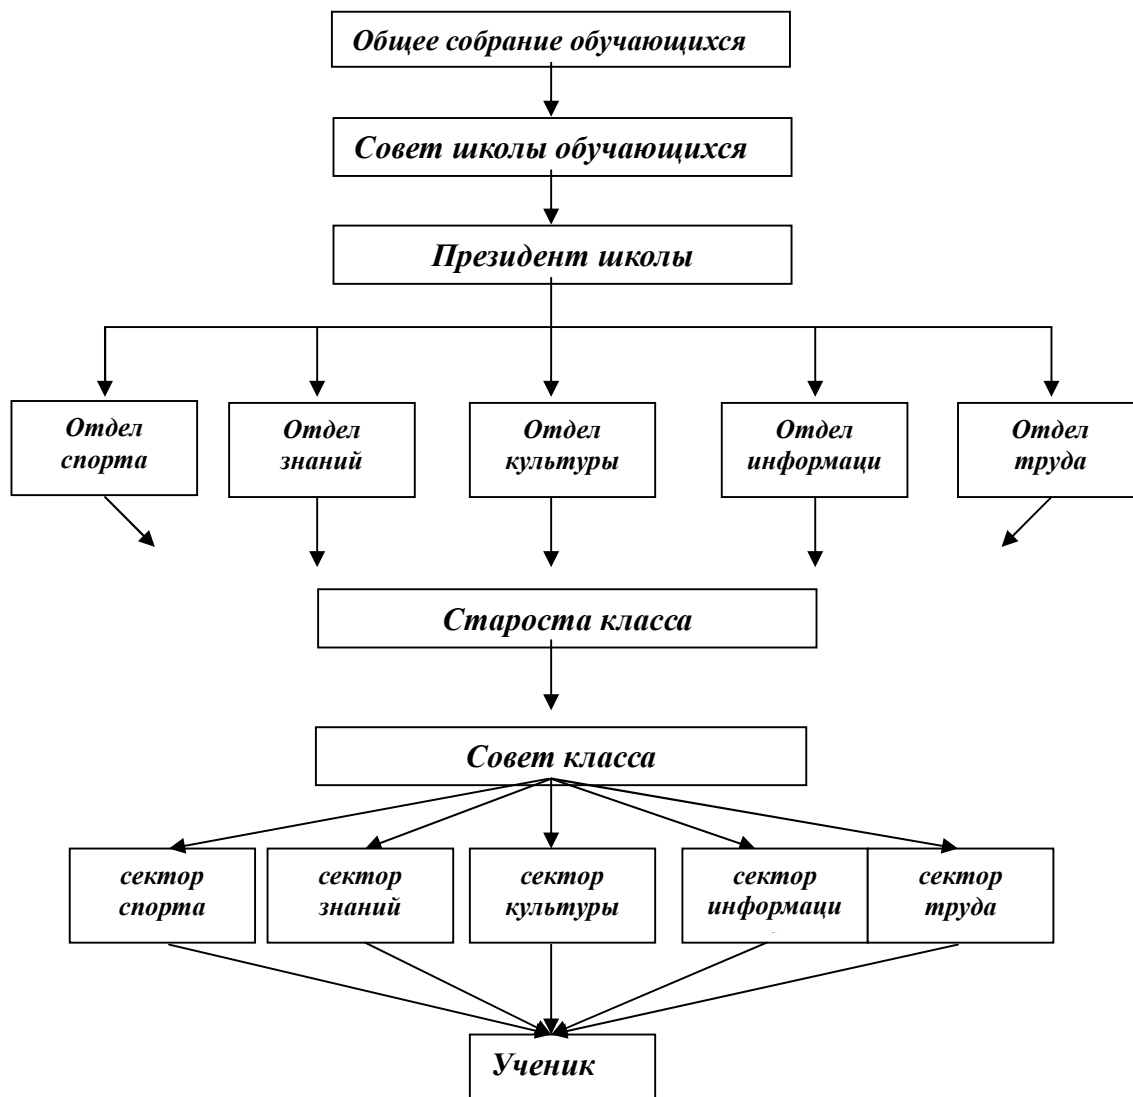 Общее собрание обучающихся
Совет школы обучающихся
Президент школы
Отдел
спорта
Отдел
знаний
Отдел
культуры
Отдел
информаци
Отдел
труда
Староста класса
Совет класса
сектор
спорта
сектор
знаний
сектор
культуры
сектор
информаци
сектор
труда
Ученик